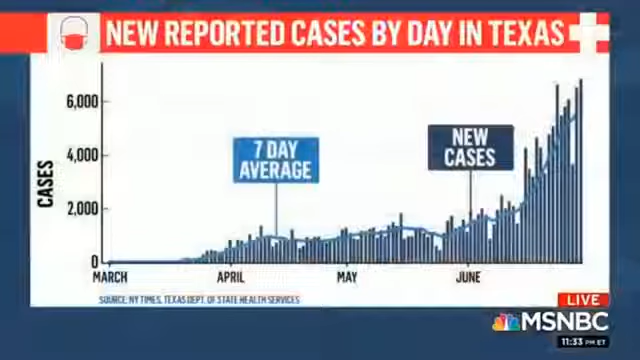 NEW REPORTED CASES BY DAY IN TEXAS
6,000
4,000
2,000
0
CASES
7 DAY
AVERAGE
NEW
CASES
MARCH
APRIL
MAY
JUNE
SOURCE: NY TIMES, TEXAS DEPT. OF STATE HEALTH SERVICES
LIVE
MSNBC
11:33 PM ET